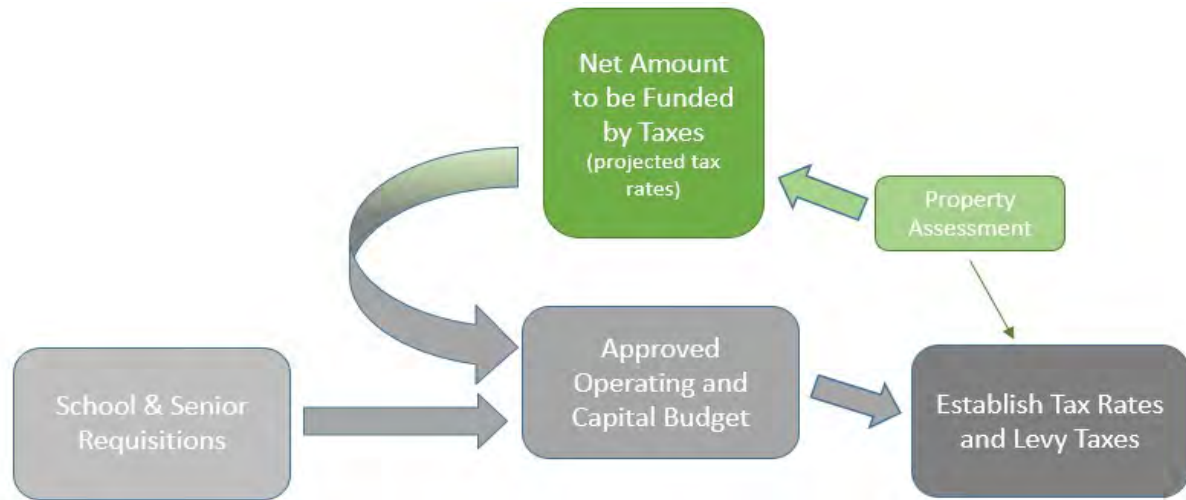 Net Amount
to be Funded
by Taxes
(projected tax
rates)
Property
Assessment
School & Senior
Requisitions
Approved
Operating and
Capital Budget
Establish Tax Rates
and Levy Taxes